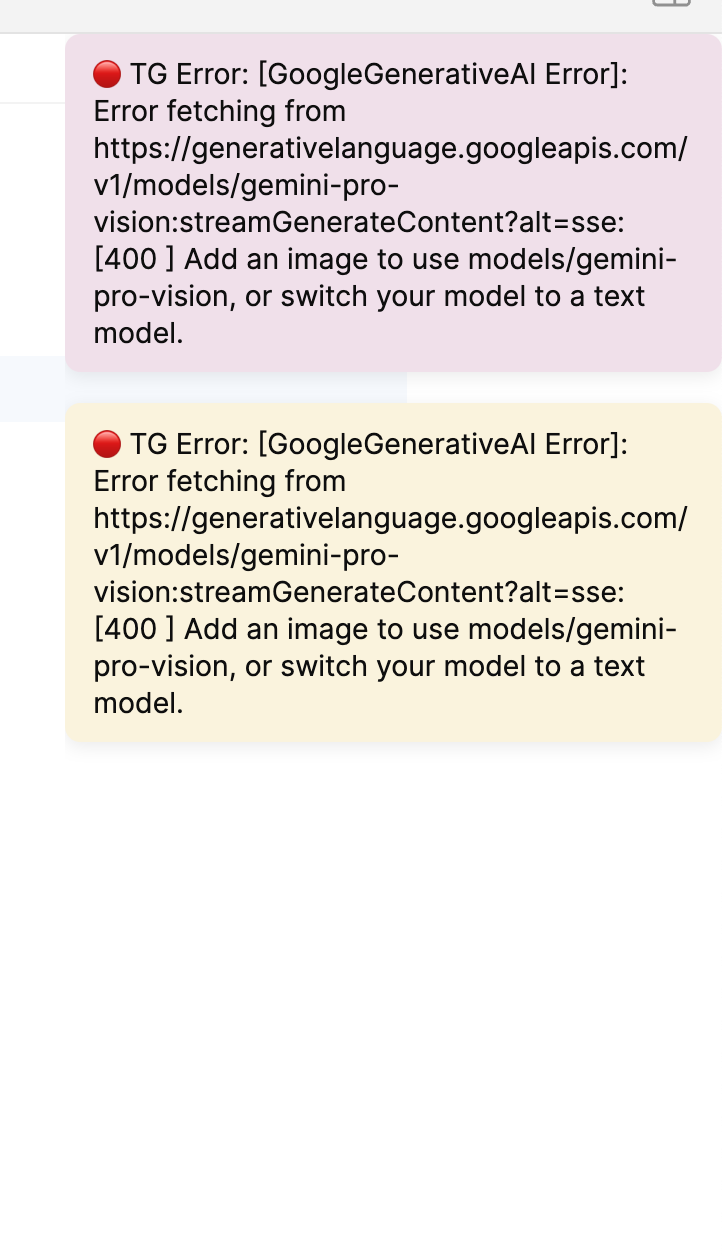 🔴 TG Error: [GoogleGenerativeAI Error]:
Error fetching from
https://generativelanguage.googleapis.com/
v1/models/gemini-pro-
vision:streamGenerateContent?alt=sse:
[400 ] Add an image to use models/gemini-
pro-vision, or switch your model to a text
model.
🔴 TG Error: [GoogleGenerativeAI Error]:
Error fetching from
https://generativelanguage.googleapis.com/
v1/models/gemini-pro-
vision:streamGenerateContent?alt=sse:
[400 ] Add an image to use models/gemini-
pro-vision, or switch your model to a text
model.